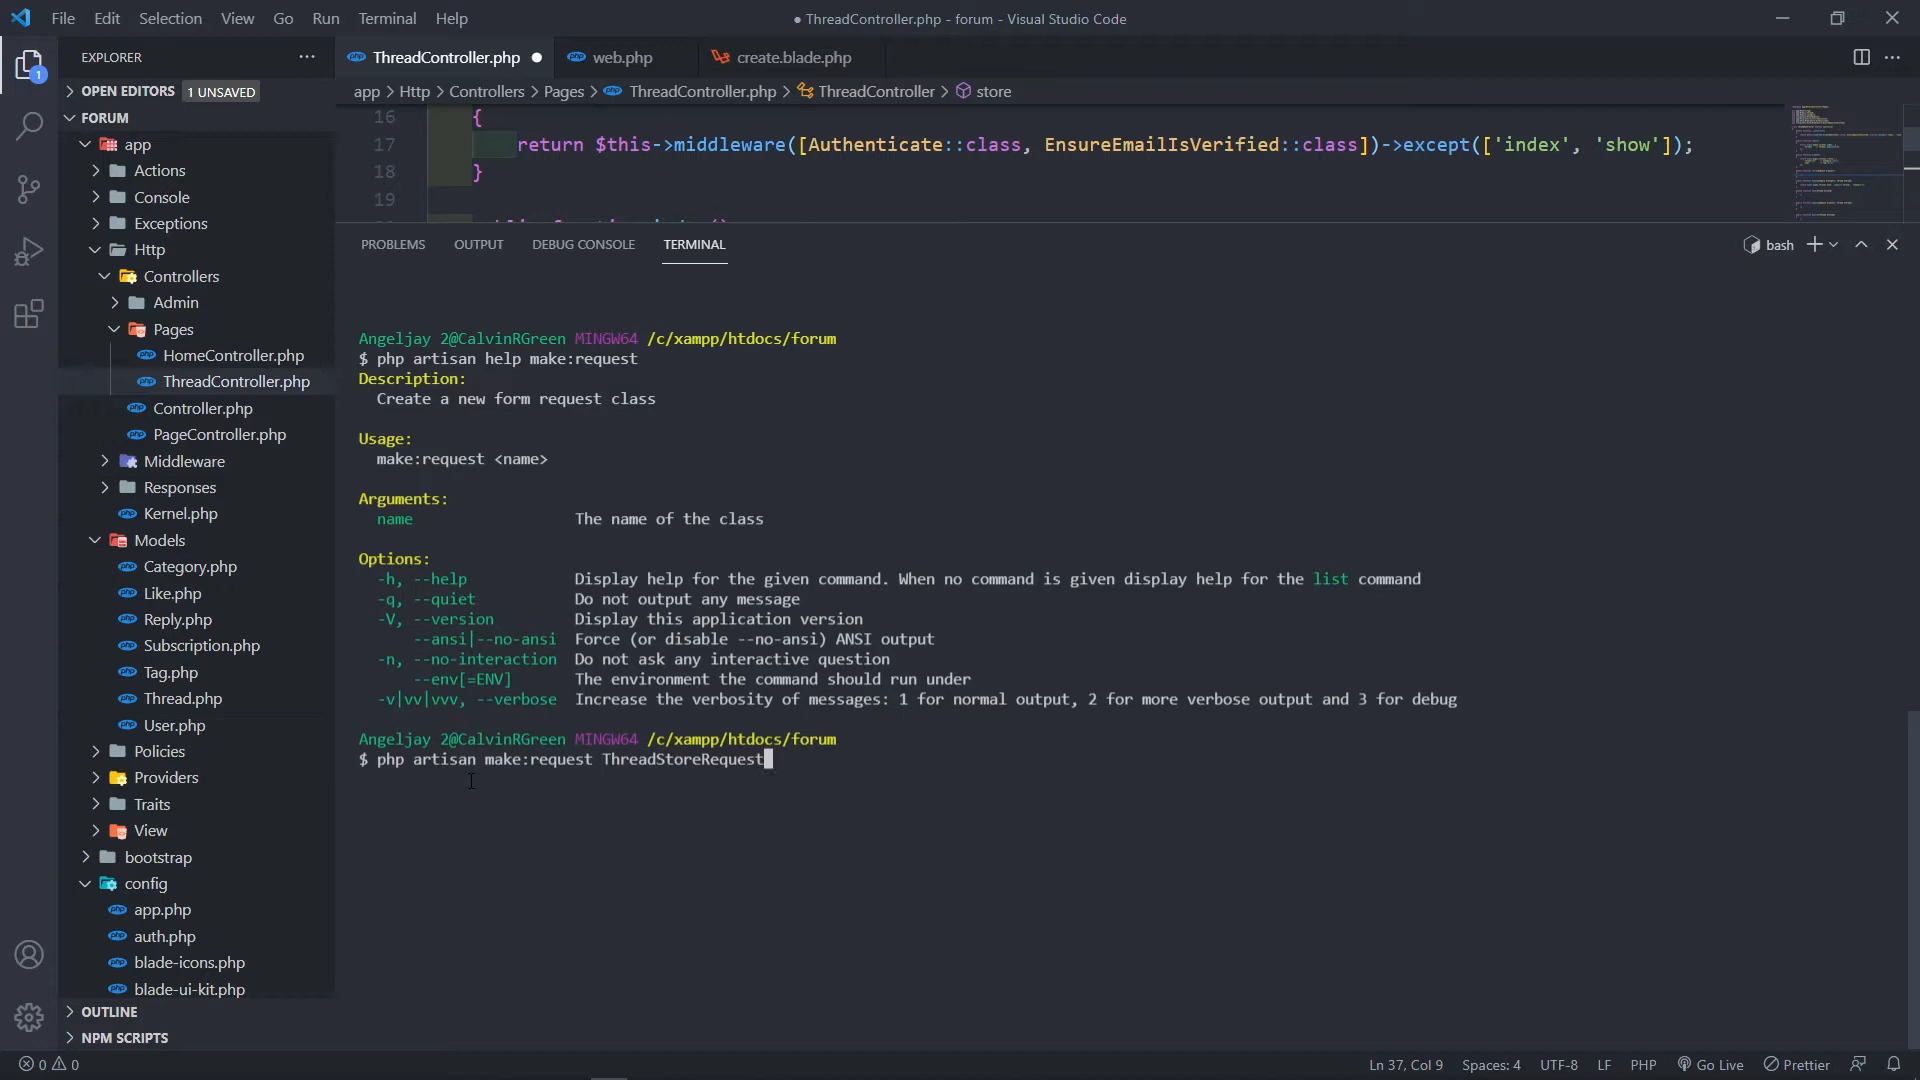 File Edit Selection View Go Run Terminal Help
● ThreadController.php - forum - Visual Studio Code
EXPLORER
1
OPEN EDITORS 1 UNSAVED
FORUM
app
Actions
Console
Exceptions
Http
Controllers
Admin
Pages
HomeController.php
ThreadController.php
Controller.php
PageController.php
Middleware
Responses
Kernel.php
Models
Category.php
Like.php
Reply.php
Subscription.php
Tag.php
Thread.php
User.php
Policies
Providers
Traits
View
bootstrap
config
app.php
auth.php
blade-icons.php
blade-ui-kit.php
OUTLINE
NPM SCRIPTS
ThreadController.php web.php create.blade.php
app > Http > Controllers > Pages > ThreadController.php > ThreadController > store
16 {
17 return $this->middleware([Authenticate::class, EnsureEmailIsVerified::class])->except(['index', 'show']);
18 }
19
PROBLEMS OUTPUT DEBUG CONSOLE TERMINAL
bash
Angeljay 2@CalvinRGreen MINGW64 /c/xampp/htdocs/forum
$ php artisan help make:request
Description:
Create a new form request class
Usage:
make:request <name>
Arguments:
name The name of the class
Options:
-h, --help Display help for the given command. When no command is given display help for the list command
-q, --quiet Do not output any message
-V, --version Display this application version
--ansi|--no-ansi Force (or disable --no-ansi) ANSI output
-n, --no-interaction Do not ask any interactive question
--env[=ENV] The environment the command should run under
-v|vv|vvv, --verbose Increase the verbosity of messages: 1 for normal output, 2 for more verbose output and 3 for debug
Angeljay 2@CalvinRGreen MINGW64 /c/xampp/htdocs/forum
$ php artisan make:request ThreadStoreRequest
0 0
Ln 37, Col 9 Spaces: 4 UTF-8 LF PHP Go Live Prettier